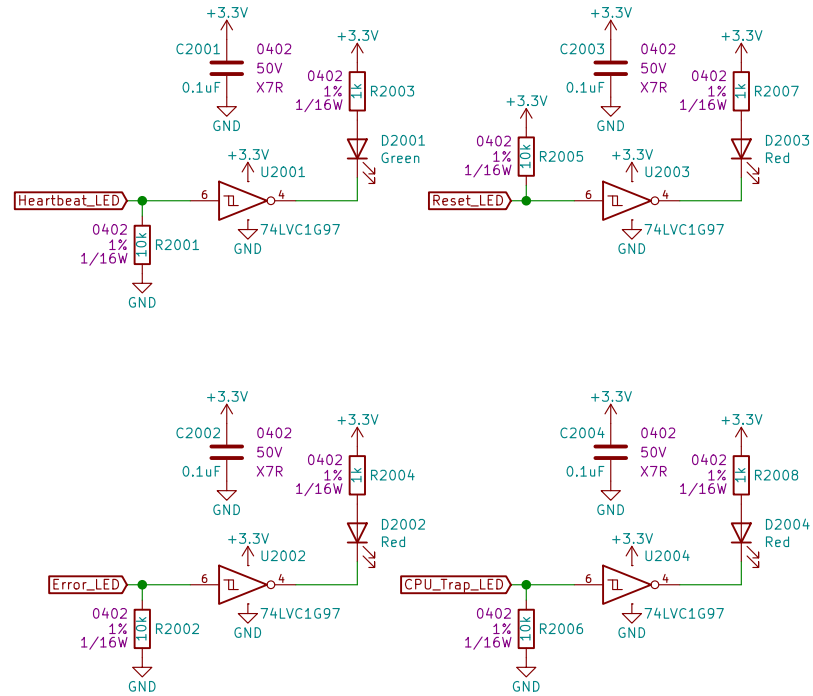 +3.3V
C2001
0.1uF
0402
50V
X7R
GND
+3.3V
0402
1%
1/16W
1k
R2003
D2001
Green
+3.3V
U2001
Heartbeat_LED
6
4
GND
74LVC1G97
0402
1%
1/16W
10k
R2001
GND
+3.3V
C2003
0.1uF
0402
50V
X7R
GND
+3.3V
0402
1%
1/16W
1k
R2007
D2003
Red
+3.3V
0402
1%
1/16W
10k
R2005
+3.3V
U2003
Reset_LED
6
4
GND
74LVC1G97
+3.3V
C2002
0.1uF
0402
50V
X7R
GND
+3.3V
0402
1%
1/16W
1k
R2004
D2002
Red
+3.3V
U2002
Error_LED
6
4
GND
74LVC1G97
0402
1%
1/16W
10k
R2002
GND
+3.3V
C2004
0.1uF
0402
50V
X7R
GND
+3.3V
0402
1%
1/16W
1k
R2008
D2004
Red
+3.3V
U2004
CPU_Trap_LED
6
4
GND
74LVC1G97
0402
1%
1/16W
10k
R2006
GND